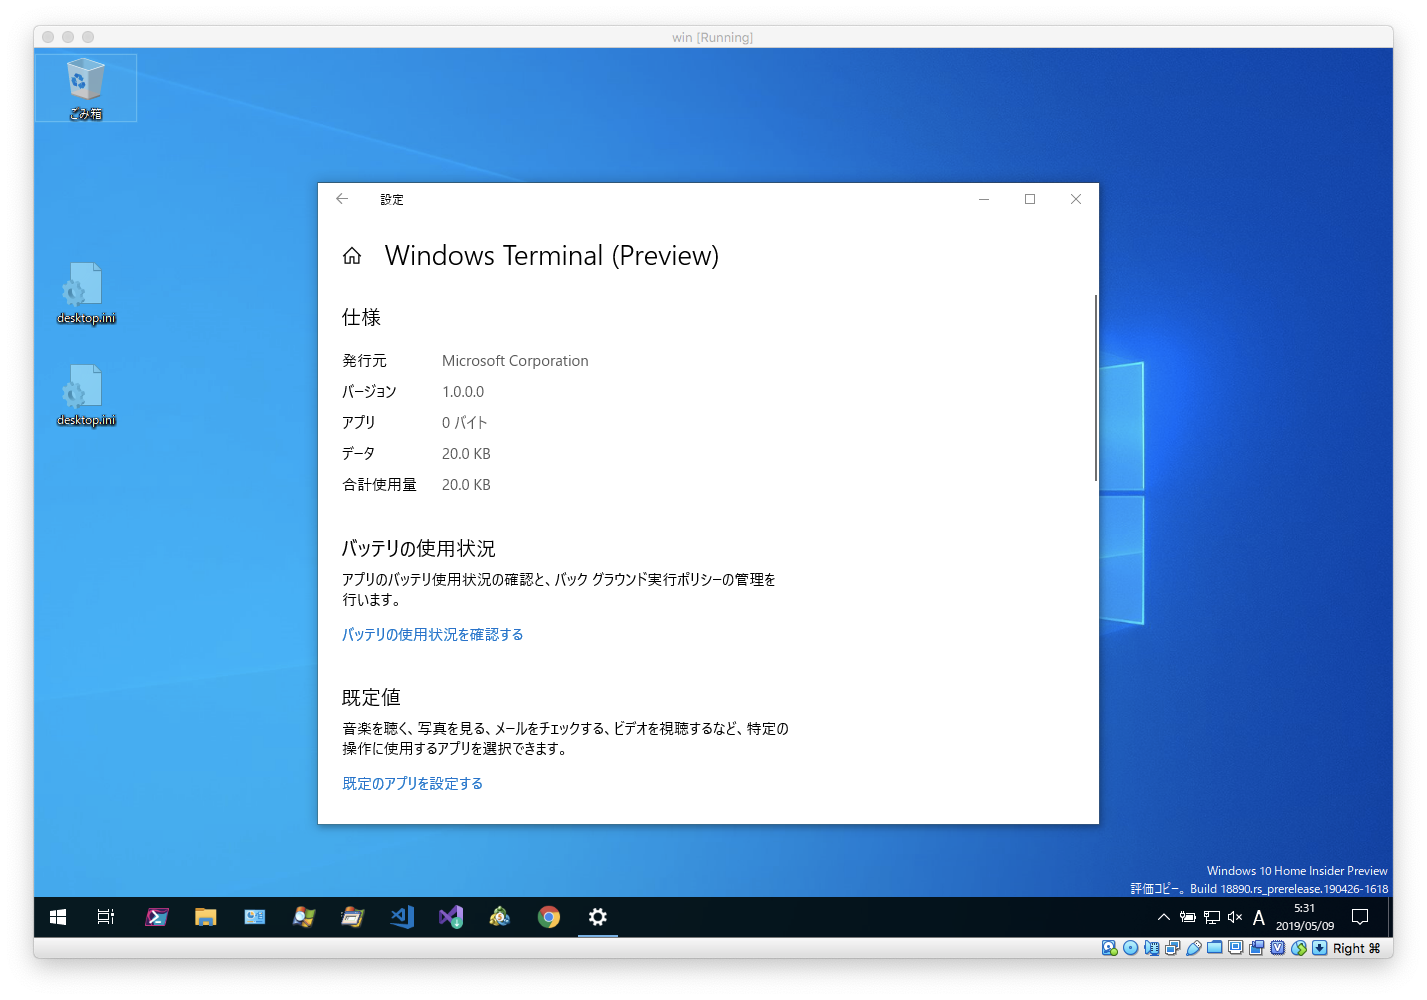 win [Running]
ごみ箱
desktop.ini
desktop.ini
設定
Windows Terminal (Preview)
仕様
発行元 Microsoft Corporation
バージョン 1.0.0.0
アプリ 0 バイト
データ 20.0 KB
合計使用量 20.0 KB
バッテリの使用状況
アプリのバッテリ使用状況の確認と、バック グラウンド実行ポリシーの管理を
行います。
バッテリの使用状況を確認する
既定値
音楽を聴く、写真を見る、メールをチェックする、ビデオを視聴するなど、特定の
操作に使用するアプリを選択できます。
既定のアプリを設定する
Windows 10 Home Insider Preview
評価コピー。 Build 18890.rs_prerelease.190426-1618
A
5:31
2019/05/09
Right ⌘